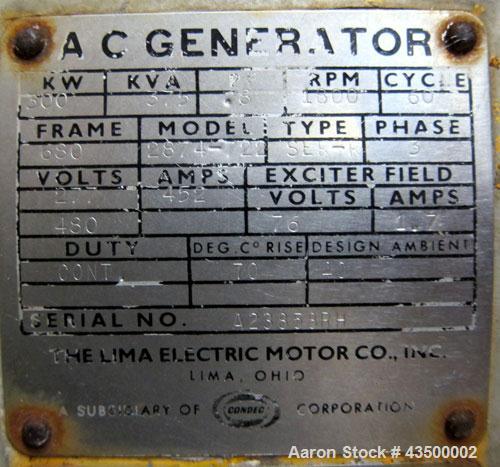 AC GENERATOR
KW KVA RPM CYCLE
300 375 1800 60
FRAME MODEL TYPE PHASE
680 3
VOLTS AMPS EXCITER FIELD
277 452 VOLTS AMPS
480 76
DUTY DEG. C° RISE DESIGN AMBIENT
CONT. 70
SERIAL NO.
THE LIMA ELECTRIC MOTOR CO., INC.
LIMA, OHIO
A SUBSIDIARY OF CONDEC CORPORATION
Aaron Stock# 43500002